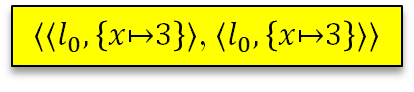 ⟨⟨l₀, {x↦3}⟩, ⟨l₀, {x↦3}⟩⟩